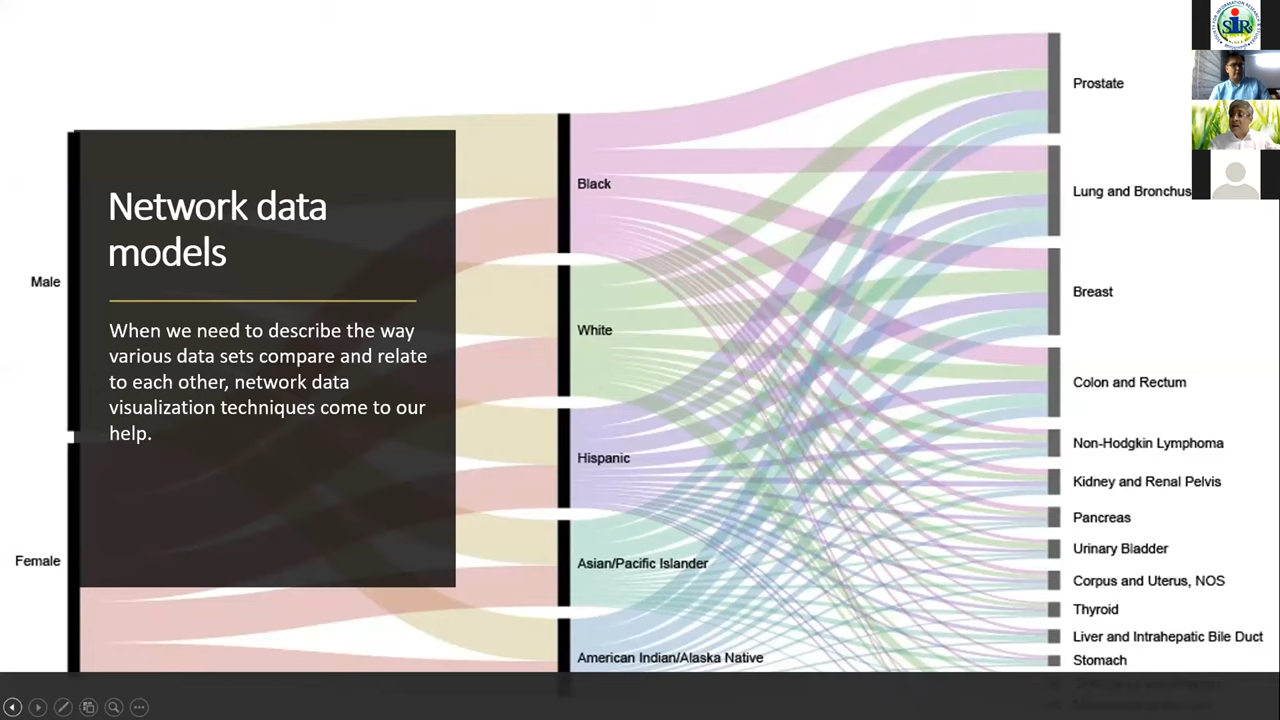 Network data
models
When we need to describe the way
various data sets compare and relate
to each other, network data
visualization techniques come to our
help.
Male
Female
Black
White
Hispanic
Asian/Pacific Islander
American Indian/Alaska Native
Prostate
Lung and Bronchus
Breast
Colon and Rectum
Non-Hodgkin Lymphoma
Kidney and Renal Pelvis
Pancreas
Urinary Bladder
Corpus and Uterus, NOS
Thyroid
Liver and Intrahepatic Bile Duct
Stomach